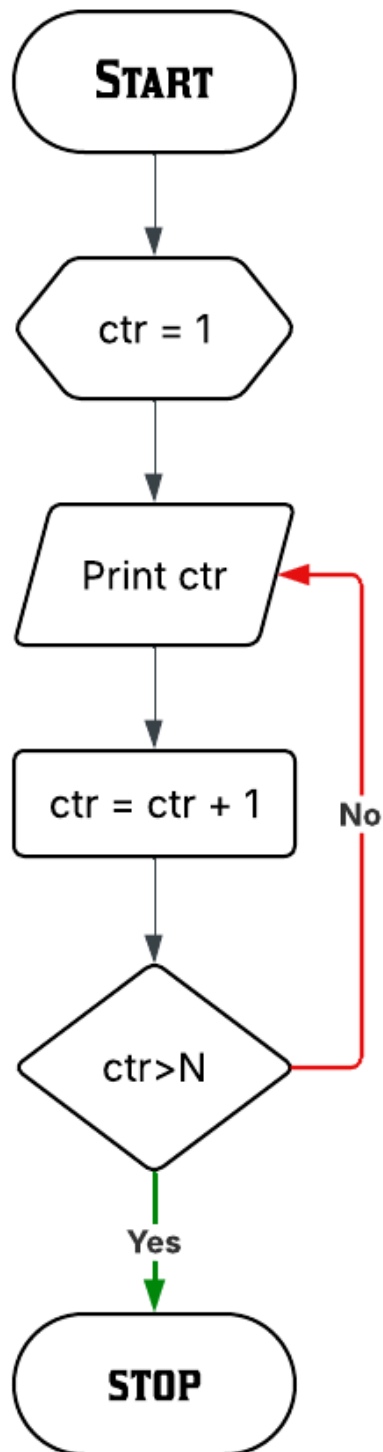 START
ctr = 1
Print ctr
ctr = ctr + 1
No
ctr>N
Yes
STOP